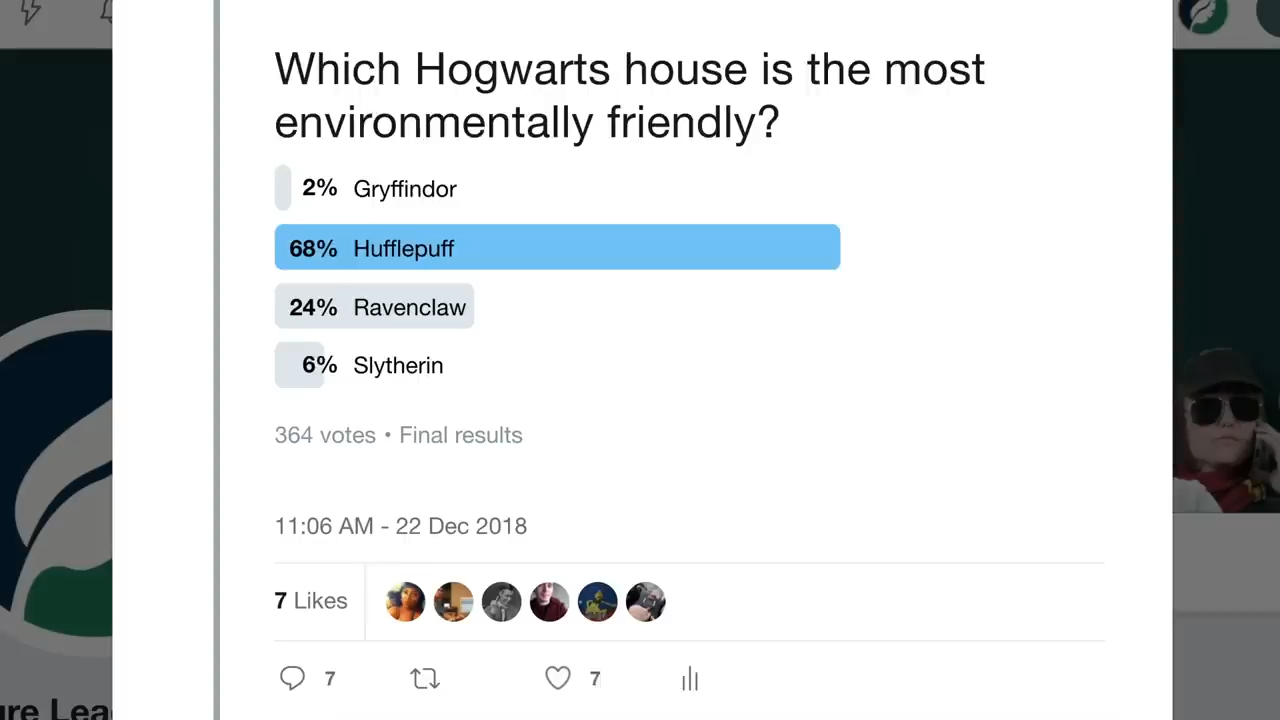 Which Hogwarts house is the most
environmentally friendly?
2% Gryffindor
68% Hufflepuff
24% Ravenclaw
6% Slytherin
364 votes • Final results
11:06 AM - 22 Dec 2018
7 Likes
7 7